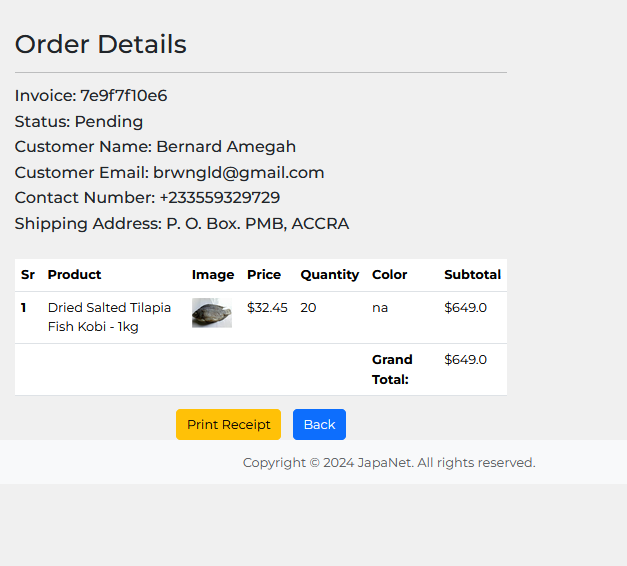 Order Details
Invoice: 7e9f7f10e6
Status: Pending
Customer Name: Bernard Amegah
Customer Email: brwngld@gmail.com
Contact Number: +233559329729
Shipping Address: P. O. Box. PMB, ACCRA
Sr Product Image Price Quantity Color Subtotal
1 Dried Salted Tilapia $32.45 20 na $649.0
Fish Kobi - 1kg
Grand $649.0
Total:
Print Receipt Back
Copyright © 2024 JapaNet. All rights reserved.